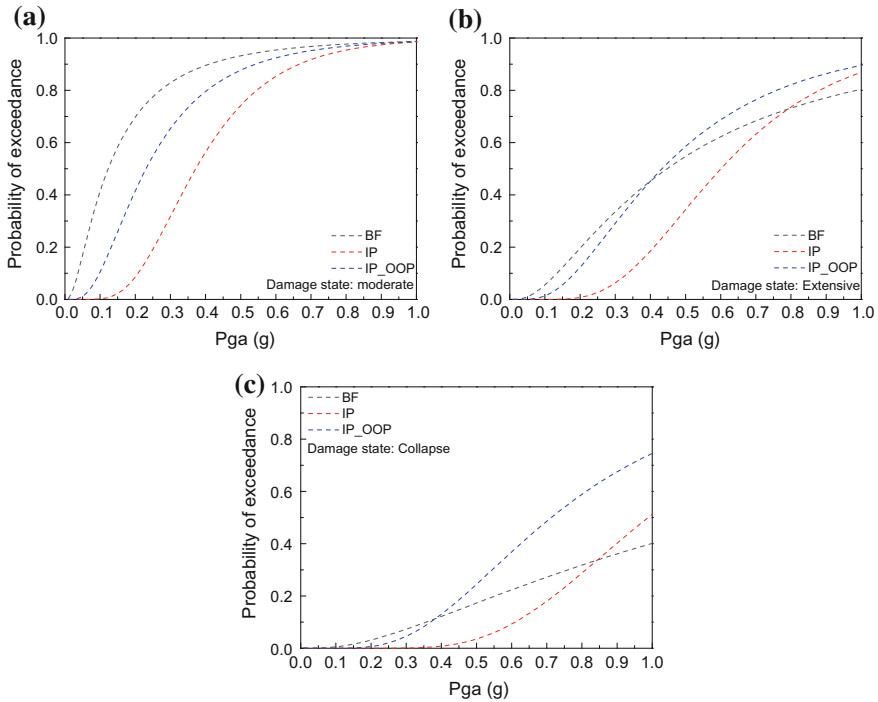 (a)
1.0
0.8
0.6
0.4
0.2
0.0
Probability of exceedance
BF
IP
IP_OOP
Damage state: moderate
0.0 0.1 0.2 0.3 0.4 0.5 0.6 0.7 0.8 0.9 1.0
Pga (g)
(b)
1.0
0.8
0.6
0.4
0.2
0.0
Probability of exceedance
BF
IP
IP_OOP
Damage state: Extensive
0.0 0.1 0.2 0.3 0.4 0.5 0.6 0.7 0.8 0.9 1.0
Pga (g)
(c)
1.0
0.8
0.6
0.4
0.2
0.0
Probability of exceedance
BF
IP
IP_OOP
Damage state: Collapse
0.0 0.1 0.2 0.3 0.4 0.5 0.6 0.7 0.8 0.9 1.0
Pga (g)